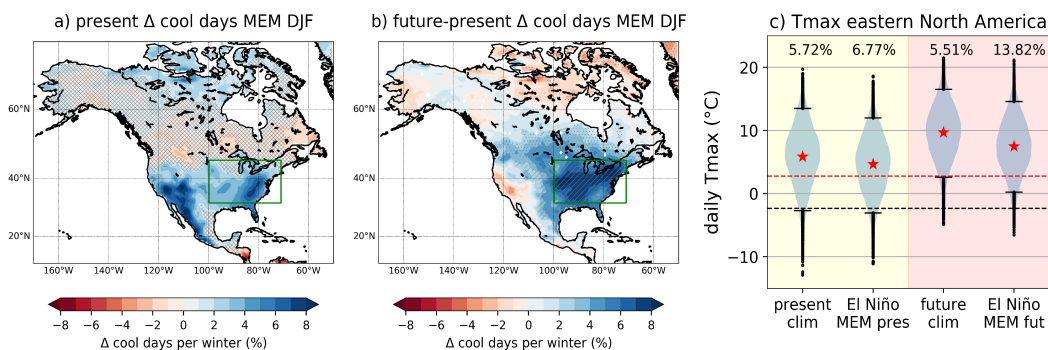 a) present Δ cool days MEM DJF
60°N
40°N
20°N
160°W 140°W 120°W 100°W 80°W 60°W
−8 −6 −4 −2 0 2 4 6 8
Δ cool days per winter (%)
b) future-present Δ cool days MEM DJF
60°N
40°N
20°N
160°W 140°W 120°W 100°W 80°W 60°W
−8 −6 −4 −2 0 2 4 6 8
Δ cool days per winter (%)
c) Tmax eastern North America
5.72% 6.77% 5.51% 13.82%
daily Tmax (°C)
20
10
0
−10
present clim
El Niño MEM pres
future clim
El Niño MEM fut